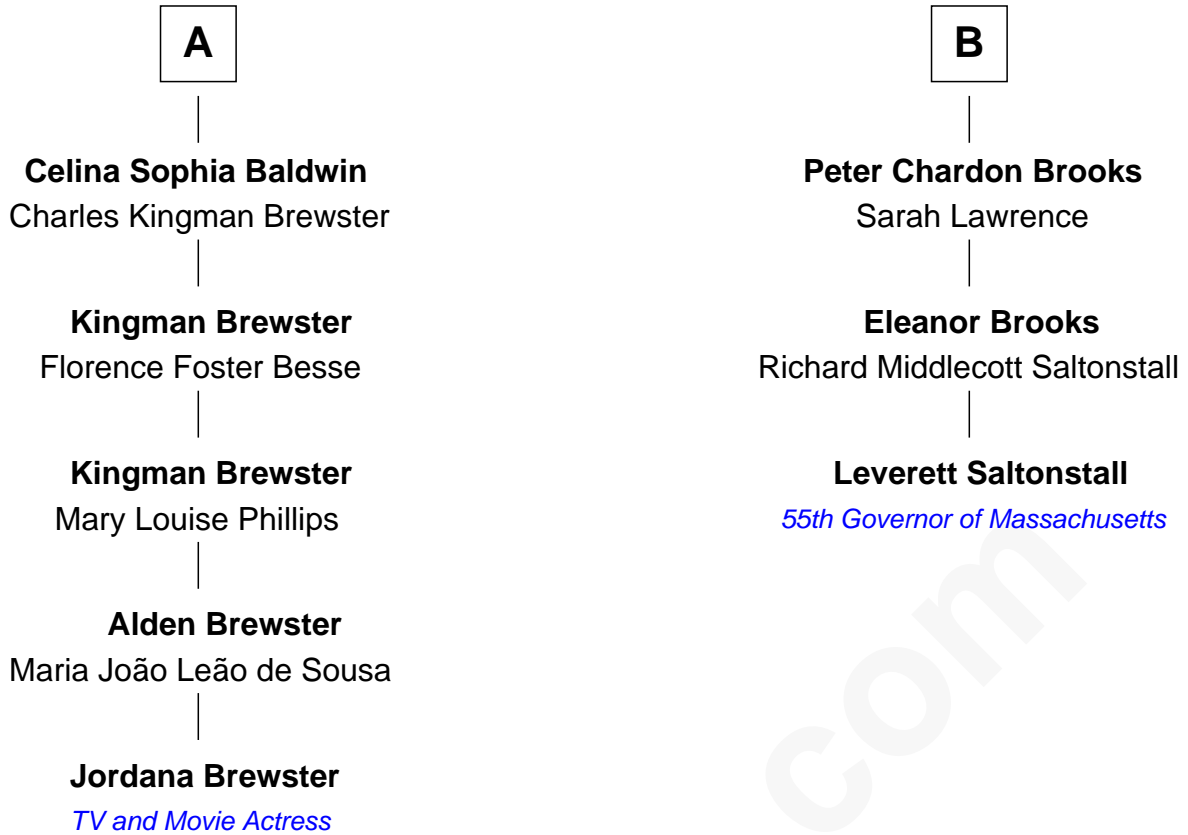 A
Celina Sophia Baldwin
Charles Kingman Brewster
Kingman Brewster
Florence Foster Besse
Kingman Brewster
Mary Louise Phillips
Alden Brewster
Maria João Leão de Sousa
Jordana Brewster
TV and Movie Actress
B
Peter Chardon Brooks
Sarah Lawrence
Eleanor Brooks
Richard Middlecott Saltonstall
Leverett Saltonstall
55th Governor of Massachusetts
com